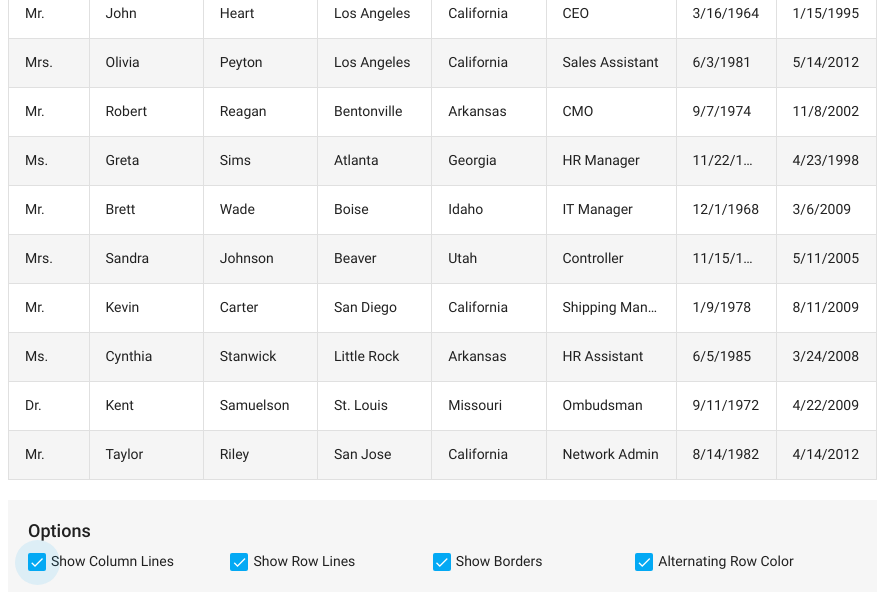 Mr. John Heart Los Angeles California CEO 3/16/1964 1/15/1995
Mrs. Olivia Peyton Los Angeles California Sales Assistant 6/3/1981 5/14/2012
Mr. Robert Reagan Bentonville Arkansas CMO 9/7/1974 11/8/2002
Ms. Greta Sims Atlanta Georgia HR Manager 11/22/1... 4/23/1998
Mr. Brett Wade Boise Idaho IT Manager 12/1/1968 3/6/2009
Mrs. Sandra Johnson Beaver Utah Controller 11/15/1... 5/11/2005
Mr. Kevin Carter San Diego California Shipping Man... 1/9/1978 8/11/2009
Ms. Cynthia Stanwick Little Rock Arkansas HR Assistant 6/5/1985 3/24/2008
Dr. Kent Samuelson St. Louis Missouri Ombudsman 9/11/1972 4/22/2009
Mr. Taylor Riley San Jose California Network Admin 8/14/1982 4/14/2012
Options
Show Column Lines Show Row Lines Show Borders Alternating Row Color